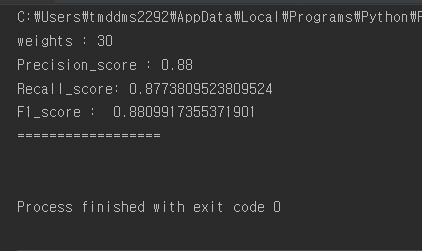 C:₩Users₩tmddms2292₩AppData₩Local₩Programs₩Python₩P
weights : 30
Precision_score : 0.88
Recall_score: 0.8773809523809524
F1_score :  0.8809917355371901
==================
Process finished with exit code 0